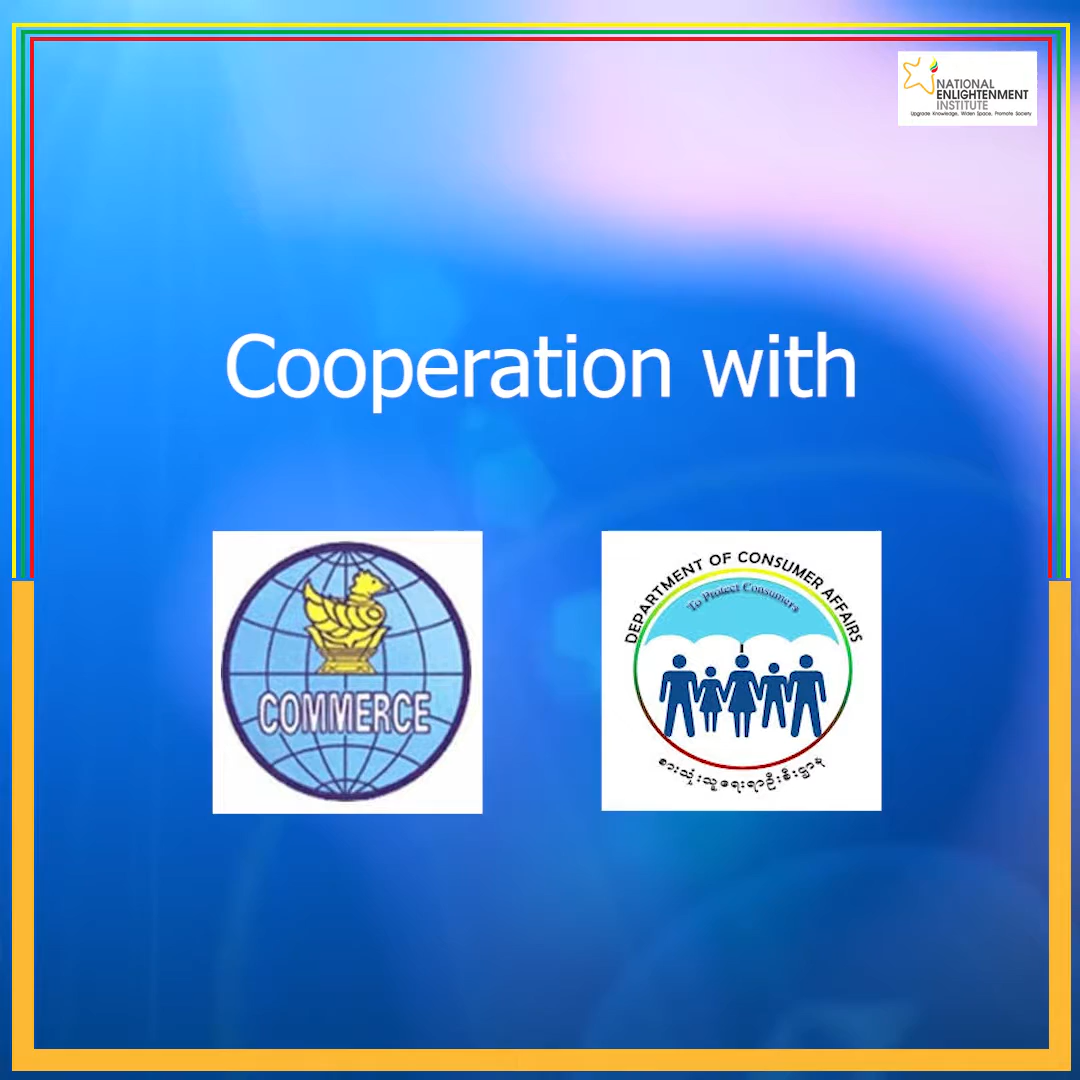 NATIONAL
ENLIGHTENMENT
INSTITUTE
Upgrade Knowledge, Widen Space, Promote Society
Cooperation with
COMMERCE
DEPARTMENT OF CONSUMER AFFAIRS
To Protect Consumers
စားသုံးသူရေးရာဦးစီးဌာန